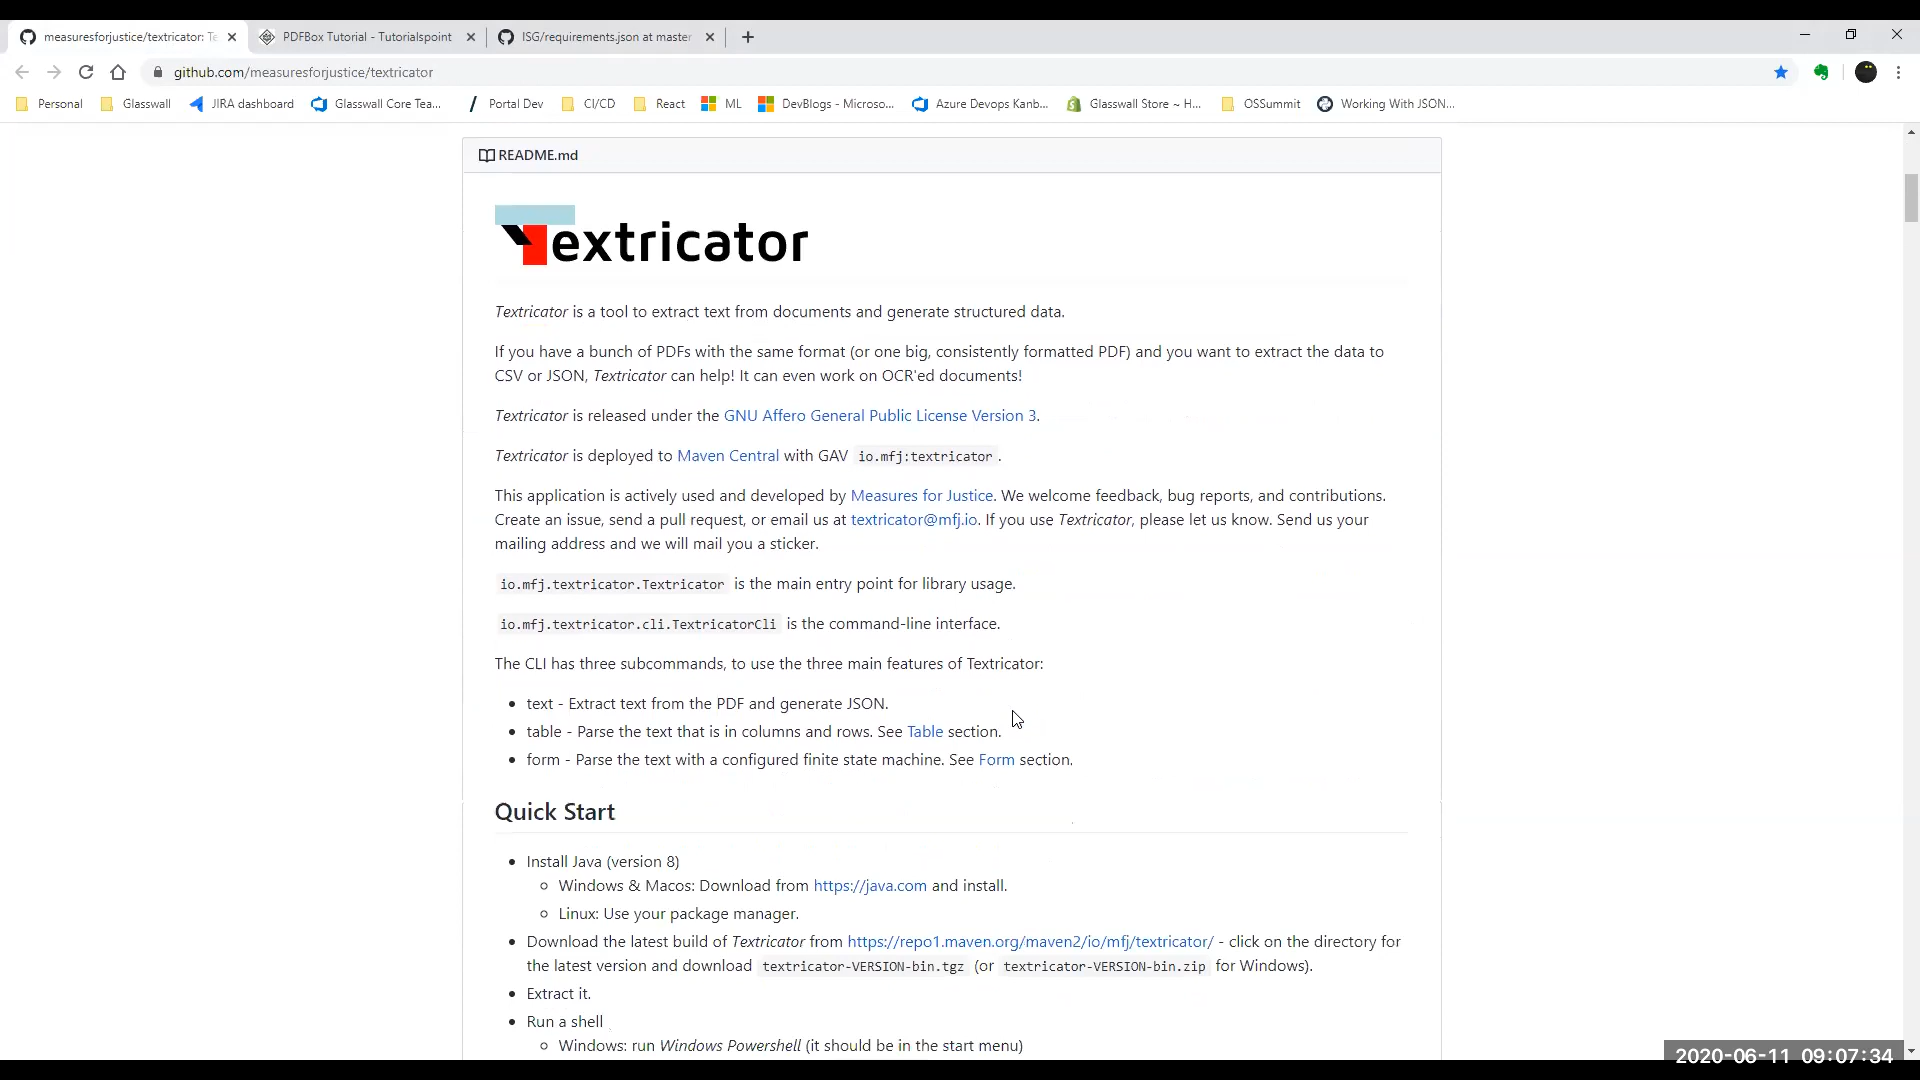 measuresforjustice/textricator: Te
PDFBox Tutorial - Tutorialspoint
ISG/requirements.json at master
github.com/measuresforjustice/textricator
Personal
Glasswall
JIRA dashboard
Glasswall Core Tea...
Portal Dev
CI/CD
React
ML
DevBlogs - Microso...
Azure Devops Kanb...
Glasswall Store ~ H...
OSSummit
Working With JSON...
README.md
Textricator
Textricator is a tool to extract text from documents and generate structured data.
If you have a bunch of PDFs with the same format (or one big, consistently formatted PDF) and you want to extract the data to
CSV or JSON, Textricator can help! It can even work on OCR'ed documents!
Textricator is released under the GNU Affero General Public License Version 3.
Textricator is deployed to Maven Central with GAV io.mfj:textricator .
This application is actively used and developed by Measures for Justice. We welcome feedback, bug reports, and contributions.
Create an issue, send a pull request, or email us at textricator@mfj.io. If you use Textricator, please let us know. Send us your
mailing address and we will mail you a sticker.
io.mfj.textricator.Textricator is the main entry point for library usage.
io.mfj.textricator.cli.TextricatorCli is the command-line interface.
The CLI has three subcommands, to use the three main features of Textricator:
• text - Extract text from the PDF and generate JSON.
• table - Parse the text that is in columns and rows. See Table section.
• form - Parse the text with a configured finite state machine. See Form section.
Quick Start
• Install Java (version 8)
○ Windows & Macos: Download from https://java.com and install.
○ Linux: Use your package manager.
• Download the latest build of Textricator from https://repo1.maven.org/maven2/io/mfj/textricator/ - click on the directory for
the latest version and download textricator-VERSION-bin.tgz (or textricator-VERSION-bin.zip for Windows).
• Extract it.
• Run a shell
○ Windows: run Windows Powershell (it should be in the start menu)
2020-06-11 09:07:34